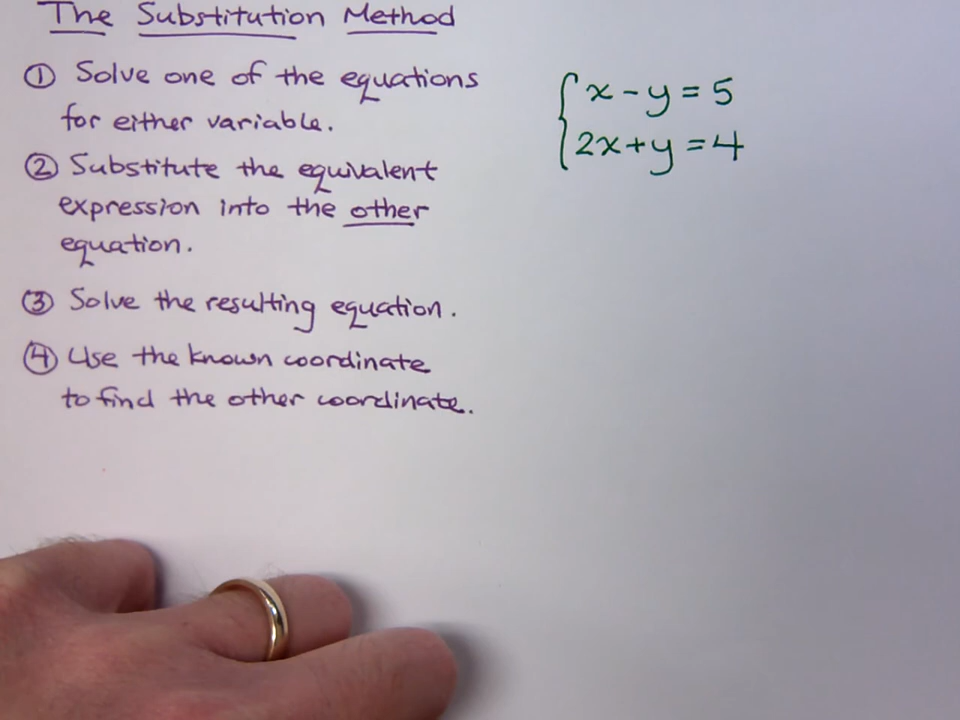 The Substitution Method
① Solve one of the equations
for either variable.
② Substitute the equivalent
expression into the other
equation.
③ Solve the resulting equation.
④ Use the known coordinate
to find the other coordinate.
x - y = 5
2x + y = 4